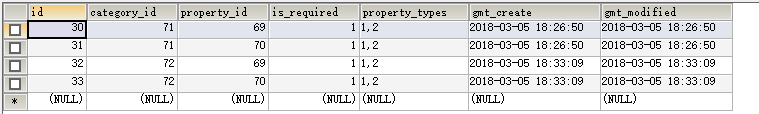 id category_id property_id is_required property_types gmt_create gmt_modified
30 71 69 1 1,2 2018-03-05 18:26:50 2018-03-05 18:26:50
31 71 70 1 1,2 2018-03-05 18:26:50 2018-03-05 18:26:50
32 72 69 1 1,2 2018-03-05 18:33:09 2018-03-05 18:33:09
33 72 70 1 1,2 2018-03-05 18:33:09 2018-03-05 18:33:09
* (NULL) (NULL) (NULL) (NULL) (NULL) (NULL) (NULL)